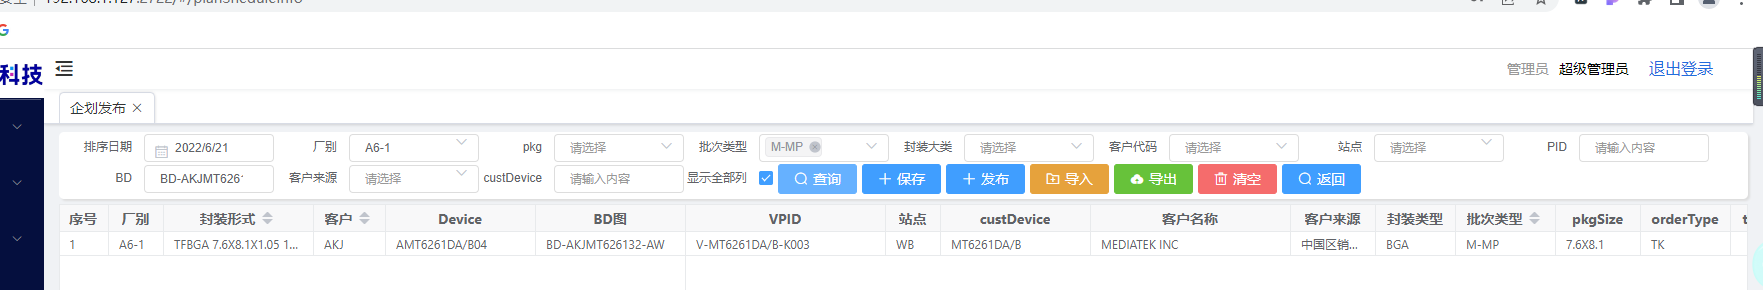 科技
管理员 超级管理员 退出登录
企划发布
排序日期 2022/6/21 厂别 A6-1 pkg 请选择 批次类型 M-MP 封装大类 请选择 客户代码 请选择 站点 请选择 PID 请输入内容
BD BD-AKJMT626 客户来源 请选择 custDevice 请输入内容 显示全部列 查询 保存 发布 导入 导出 清空 返回
序号 厂别 封装形式 客户 Device BD图 VPID 站点 custDevice 客户名称 客户来源 封装类型 批次类型 pkgSize orderType t
1 A6-1 TFBGA 7.6X8.1X1.05 1... AKJ AMT6261DA/B04 BD-AKJMT626132-AW V-MT6261DA/B-K003 WB MT6261DA/B MEDIATEK INC 中国区销... BGA M-MP 7.6X8.1 TK